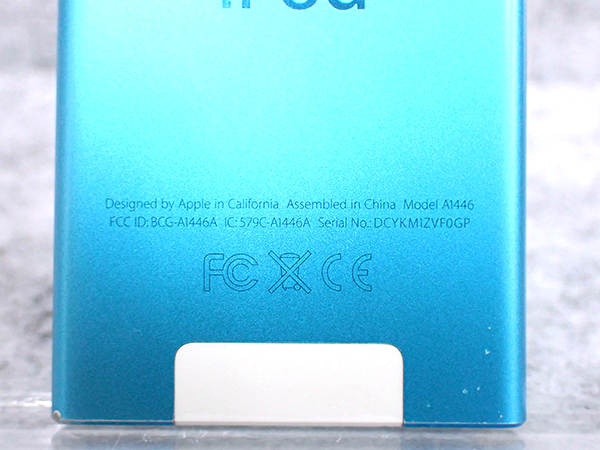 iPod
Designed by Apple in California Assembled in China Model A1446
FCC ID: BCG-A1446A IC: 579C-A1446A Serial No.: DCYKM1ZVF0GP
FC CE